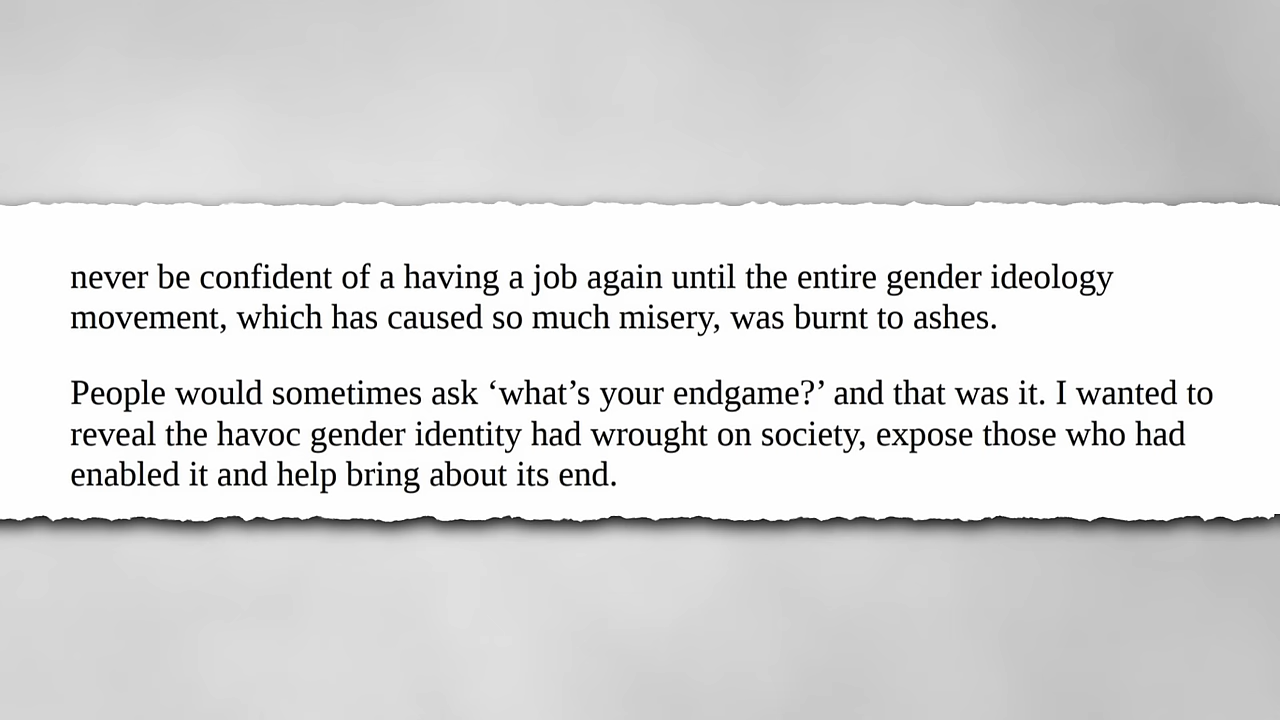 never be confident of a having a job again until the entire gender ideology
movement, which has caused so much misery, was burnt to ashes.
People would sometimes ask ‘what’s your endgame?’ and that was it. I wanted to
reveal the havoc gender identity had wrought on society, expose those who had
enabled it and help bring about its end.